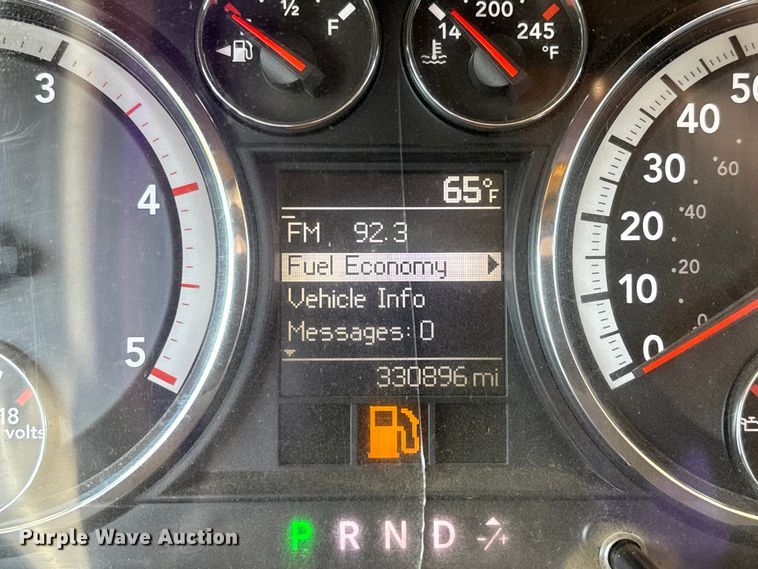 ½ F
200
14 245
°F
3
4
5
18
volts
50
40
30
20
10
0
60
40
20
0
65°F
FM 92.3
Fuel Economy
Vehicle Info
Messages: 0
330896 mi
P R N D -/+
Purple Wave Auction